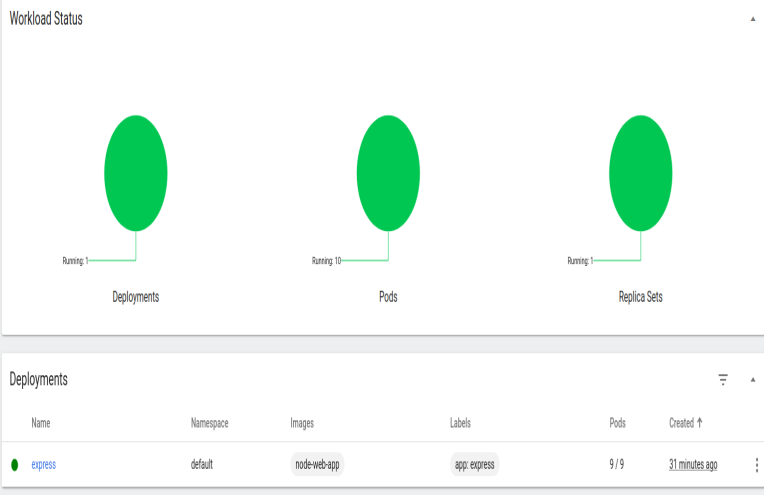 Workload Status
Running: 1
Running: 10
Running: 1
Deployments
Pods
Replica Sets
Deployments
Name Namespace Images Labels Pods Created ↑
express default node-web-app app: express 9 / 9 31 minutes ago